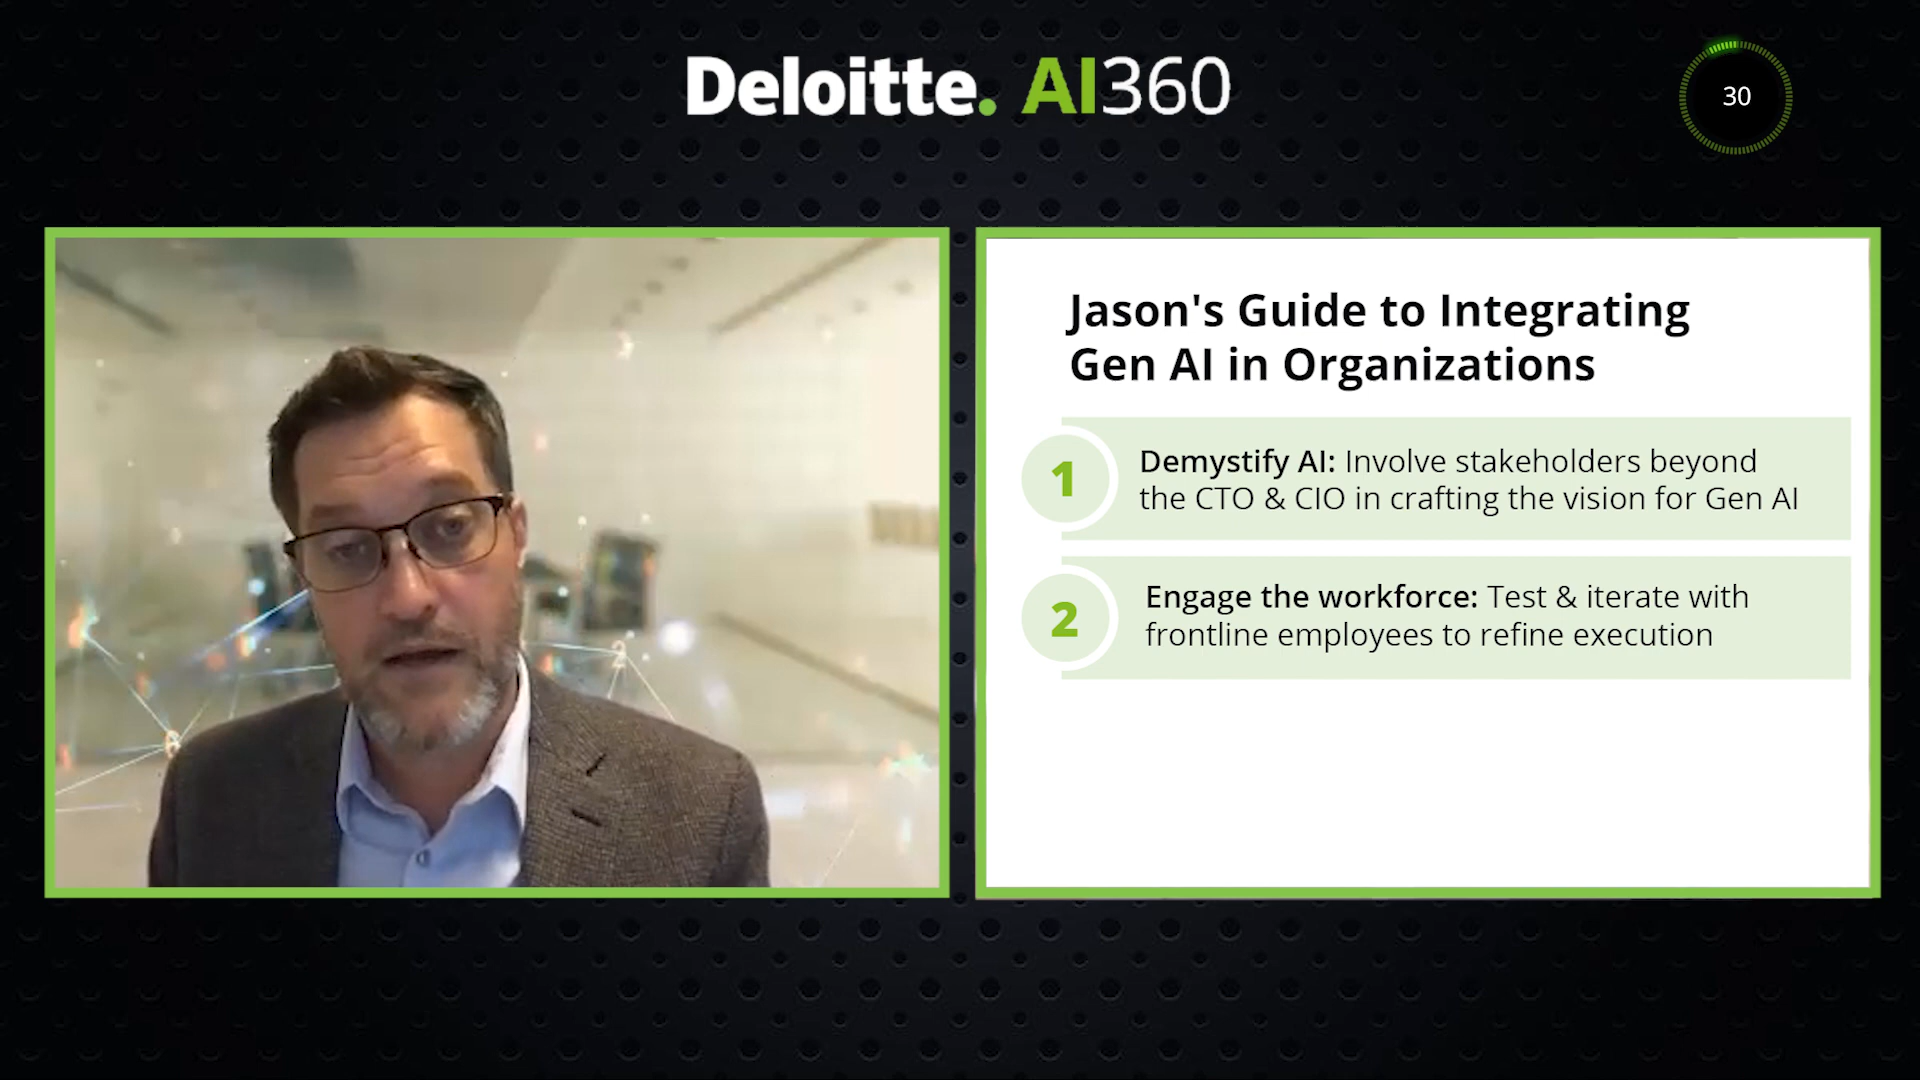 Deloitte. AI360
30
Jason's Guide to Integrating
Gen AI in Organizations
1
Demystify AI: Involve stakeholders beyond
the CTO & CIO in crafting the vision for Gen AI
2
Engage the workforce: Test & iterate with
frontline employees to refine execution